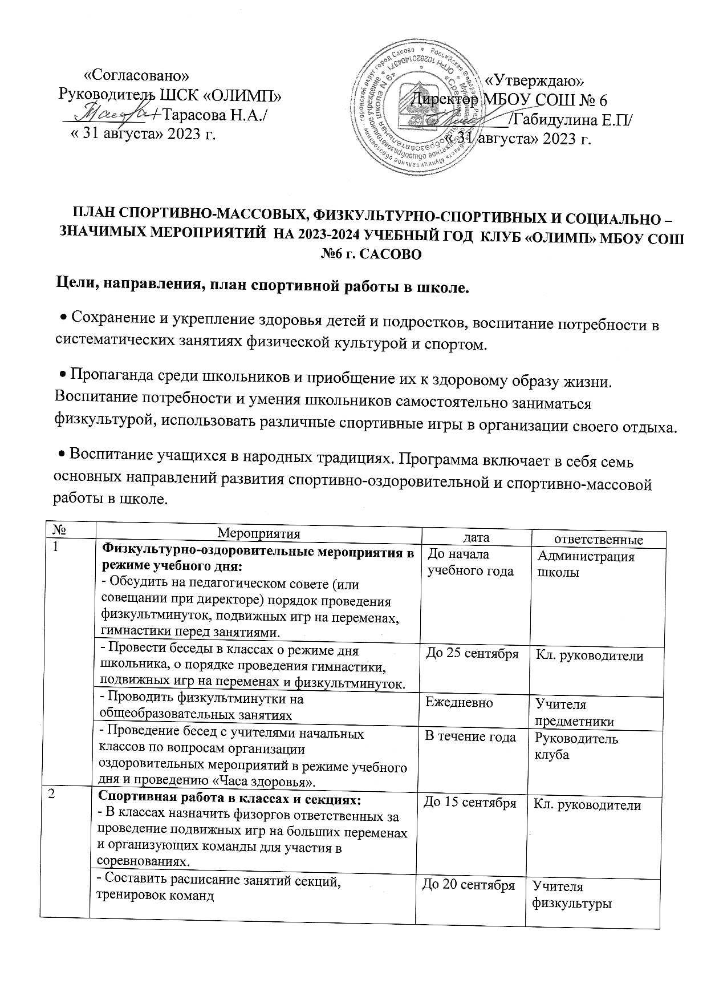 «Согласовано»
Руководитель ШСК «ОЛИМП»
/ Тарасова Н.А./
« 31 августа» 2023 г.
«Утверждаю»
Директор МБОУ СОШ № 6
/Габидулина Е.П/
« 31 августа» 2023 г.
ПЛАН СПОРТИВНО-МАССОВЫХ, ФИЗКУЛЬТУРНО-СПОРТИВНЫХ И СОЦИАЛЬНО –
ЗНАЧИМЫХ МЕРОПРИЯТИЙ НА 2023-2024 УЧЕБНЫЙ ГОД КЛУБ «ОЛИМП» МБОУ СОШ
№6 г. САСОВО
Цели, направления, план спортивной работы в школе.
• Сохранение и укрепление здоровья детей и подростков, воспитание потребности в
систематических занятиях физической культурой и спортом.
• Пропаганда среди школьников и приобщение их к здоровому образу жизни.
Воспитание потребности и умения школьников самостоятельно заниматься
физкультурой, использовать различные спортивные игры в организации своего отдыха.
• Воспитание учащихся в народных традициях. Программа включает в себя семь
основных направлений развития спортивно-оздоровительной и спортивно-массовой
работы в школе.
№ Мероприятия дата ответственные
1 Физкультурно-оздоровительные мероприятия в До начала Администрация
режиме учебного дня: учебного года школы
- Обсудить на педагогическом совете (или
совещании при директоре) порядок проведения
физкультминуток, подвижных игр на переменах,
гимнастики перед занятиями.
- Провести беседы в классах о режиме дня До 25 сентября Кл. руководители
школьника, о порядке проведения гимнастики,
подвижных игр на переменах и физкультминуток.
- Проводить физкультминутки на Ежедневно Учителя
общеобразовательных занятиях предметники
- Проведение бесед с учителями начальных В течение года Руководитель
классов по вопросам организации клуба
оздоровительных мероприятий в режиме учебного
дня и проведению «Часа здоровья».
2 Спортивная работа в классах и секциях: До 15 сентября Кл. руководители
- В классах назначить физоргов ответственных за
проведение подвижных игр на больших переменах
и организующих команды для участия в
соревнованиях.
- Составить расписание занятий секций, До 20 сентября Учителя
тренировок команд физкультуры